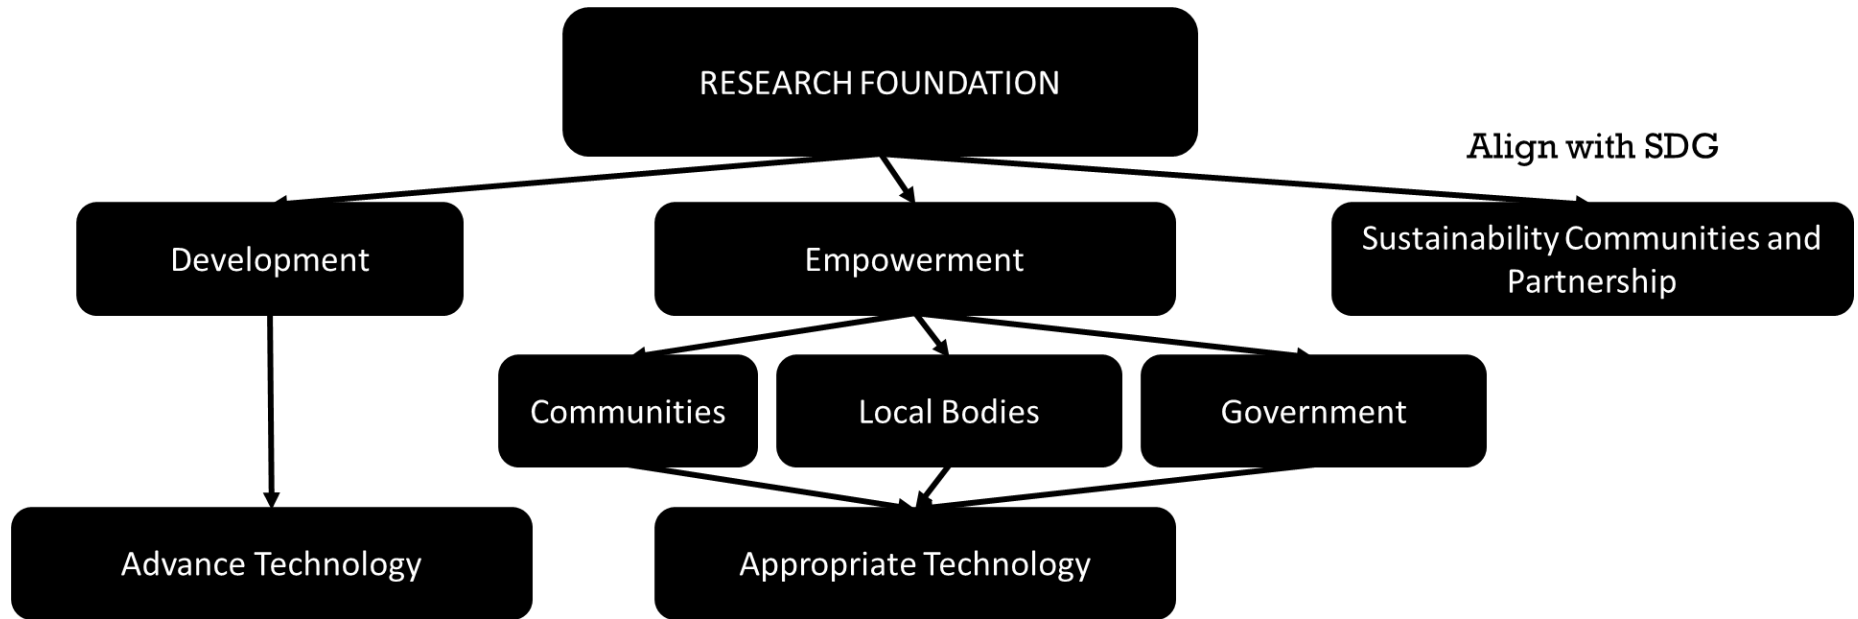 RESEARCH FOUNDATION
Align with SDG
Development
Empowerment
Sustainability Communities and
Partnership
Communities
Local Bodies
Government
Advance Technology
Appropriate Technology